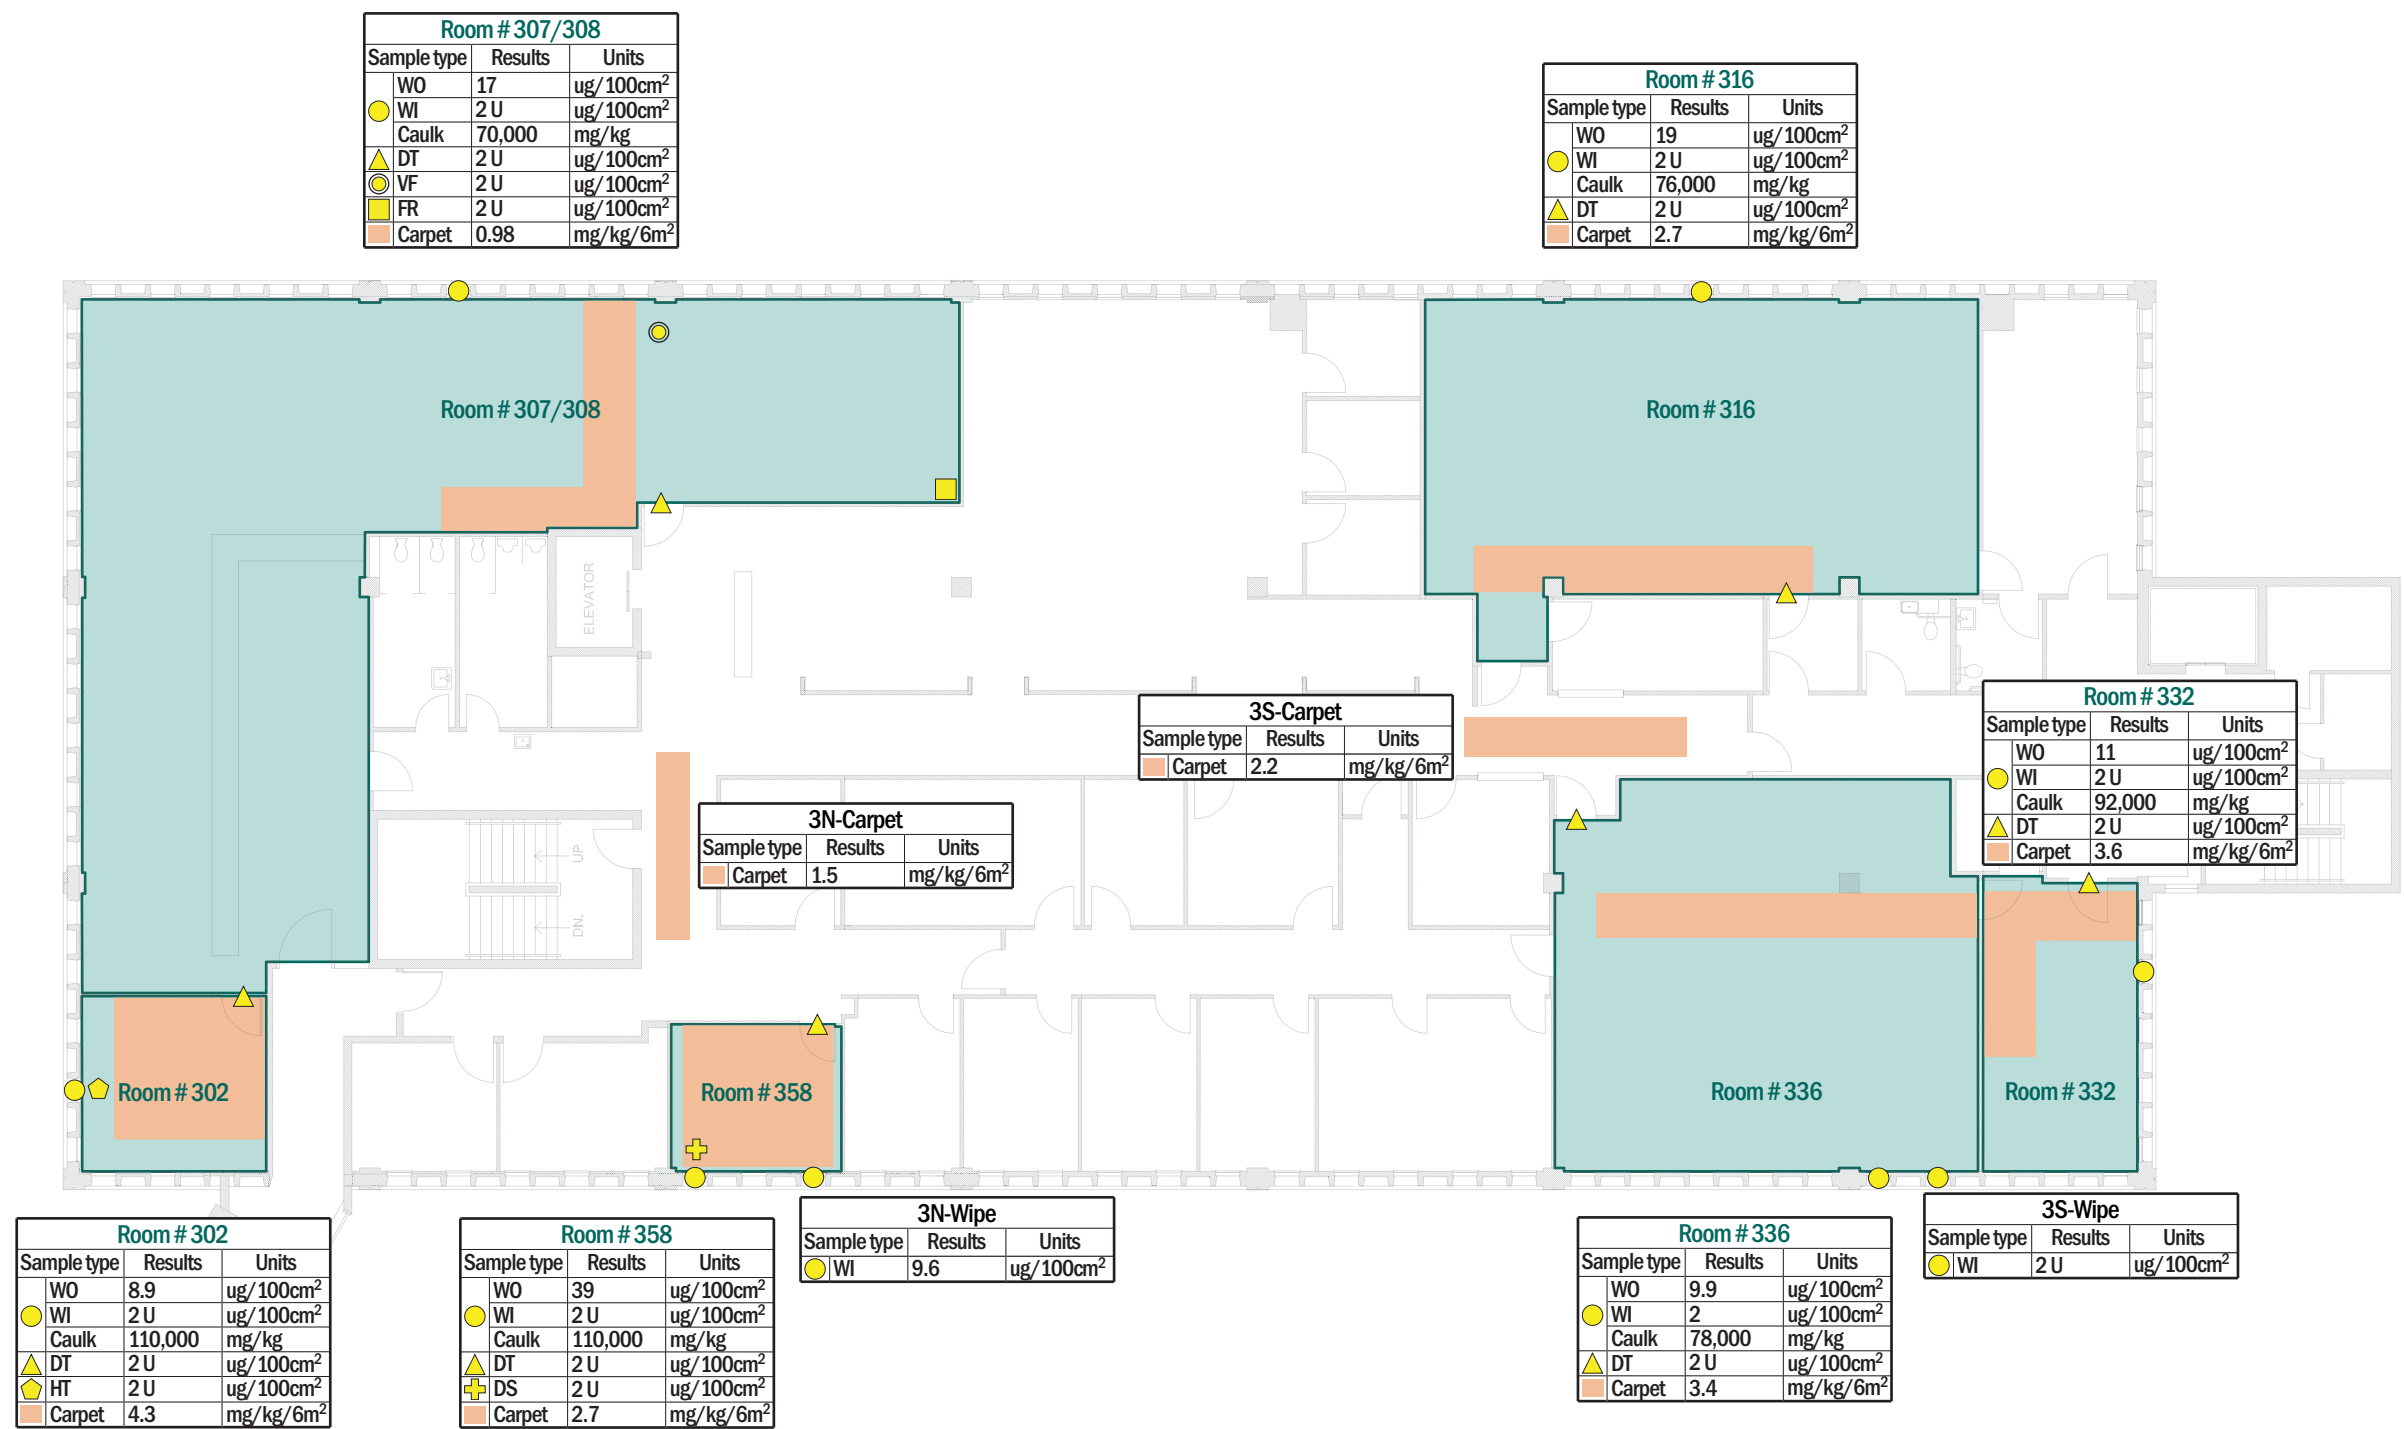 Room # 307/308
Sample type Results Units
WO 17 ug/100cm²
WI 2 U ug/100cm²
Caulk 70,000 mg/kg
DT 2 U ug/100cm²
VF 2 U ug/100cm²
FR 2 U ug/100cm²
Carpet 0.98 mg/kg/6m²
Room # 316
Sample type Results Units
WO 19 ug/100cm²
WI 2 U ug/100cm²
Caulk 76,000 mg/kg
DT 2 U ug/100cm²
Carpet 2.7 mg/kg/6m²
Room # 307/308
Room # 316
ELEVATOR
3S-Carpet
Sample type Results Units
Carpet 2.2 mg/kg/6m²
Room # 332
Sample type Results Units
WO 11 ug/100cm²
WI 2 U ug/100cm²
Caulk 92,000 mg/kg
DT 2 U ug/100cm²
Carpet 3.6 mg/kg/6m²
3N-Carpet
Sample type Results Units
Carpet 1.5 mg/kg/6m²
UP
DN.
Room # 302
Room # 358
Room # 336
Room # 332
3N-Wipe
Sample type Results Units
WI 9.6 ug/100cm²
3S-Wipe
Sample type Results Units
WI 2 U ug/100cm²
Room # 302
Sample type Results Units
WO 8.9 ug/100cm²
WI 2 U ug/100cm²
Caulk 110,000 mg/kg
DT 2 U ug/100cm²
HT 2 U ug/100cm²
Carpet 4.3 mg/kg/6m²
Room # 358
Sample type Results Units
WO 39 ug/100cm²
WI 2 U ug/100cm²
Caulk 110,000 mg/kg
DT 2 U ug/100cm²
DS 2 U ug/100cm²
Carpet 2.7 mg/kg/6m²
Room # 336
Sample type Results Units
WO 9.9 ug/100cm²
WI 2 ug/100cm²
Caulk 78,000 mg/kg
DT 2 U ug/100cm²
Carpet 3.4 mg/kg/6m²